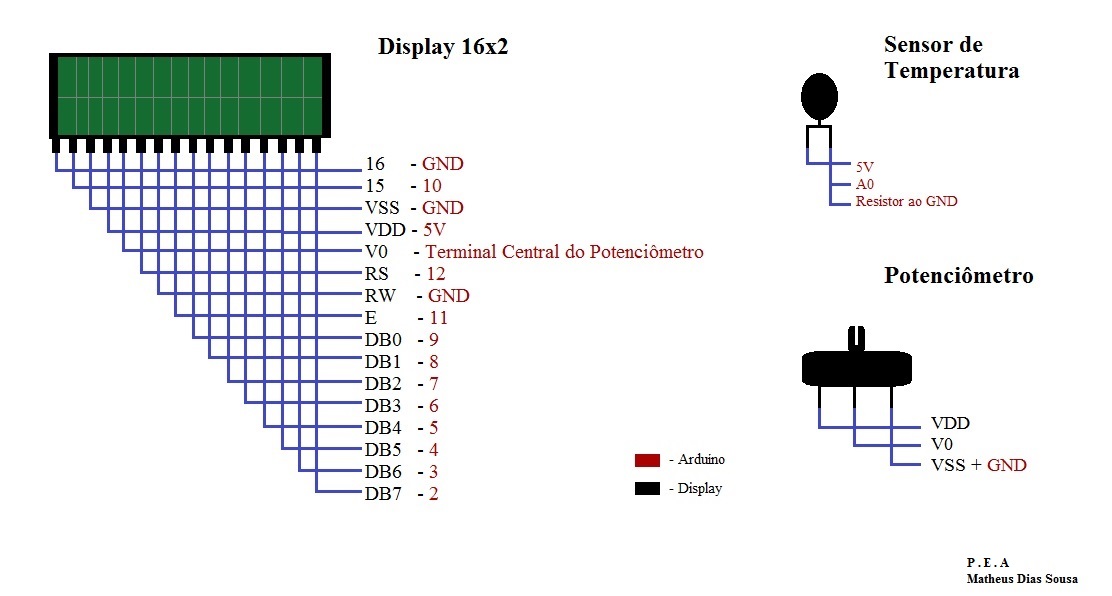 Display 16x2
16 - GND
15 - 10
VSS - GND
VDD - 5V
V0 - Terminal Central do Potenciômetro
RS - 12
RW - GND
E - 11
DB0 - 9
DB1 - 8
DB2 - 7
DB3 - 6
DB4 - 5
DB5 - 4
DB6 - 3
DB7 - 2
Sensor de
Temperatura
5V
A0
Resistor ao GND
Potenciômetro
VDD
V0
VSS + GND
- Arduino
- Display
P . E . A
Matheus Dias Sousa